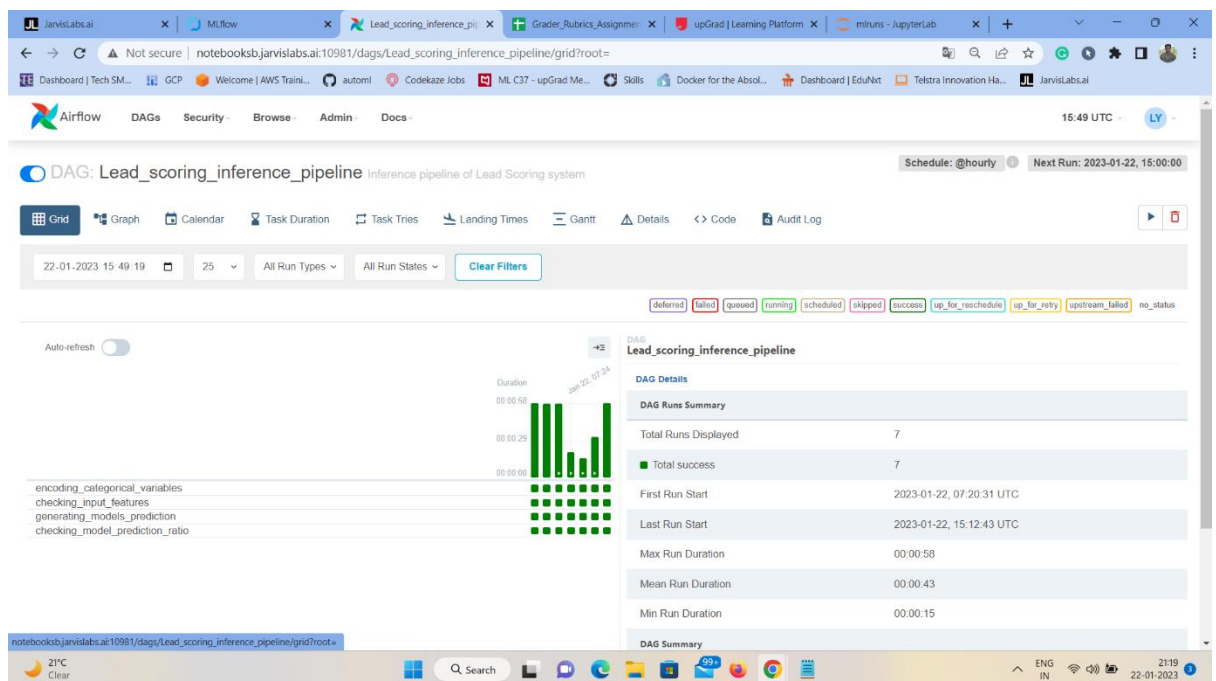 JarvisLabs.ai
MLflow
Lead_scoring_inference_pip
Grader_Rubrics_Assignmen
upGrad | Learning Platform
mlruns - JupyterLab
Not secure | notebooksb.jarvislabs.ai:10981/dags/Lead_scoring_inference_pipeline/grid?root=
Dashboard | Tech SM...
GCP
Welcome | AWS Traini...
automl
Codekaze Jobs
ML C37 - upGrad Me...
Skills
Docker for the Absol...
Dashboard | EduNxt
Telstra Innovation Ha...
JarvisLabs.ai
Airflow DAGs Security Browse Admin Docs
15:49 UTC
LY
DAG: Lead_scoring_inference_pipeline Inference pipeline of Lead Scoring system
Schedule: @hourly
Next Run: 2023-01-22, 15:00:00
Grid Graph Calendar Task Duration Task Tries Landing Times Gantt Details <> Code Audit Log
22-01-2023 15:49:19
25
All Run Types
All Run States
Clear Filters
deferred failed queued running scheduled skipped success up_for_reschedule up_for_retry upstream_failed no_status
Auto-refresh
Duration
Jan 22, 07:24
00:00:58
00:00:29
00:00:00
encoding_categorical_variables
checking_input_features
generating_models_prediction
checking_model_prediction_ratio
DAG
Lead_scoring_inference_pipeline
DAG Details
DAG Runs Summary
Total Runs Displayed 7
Total success 7
First Run Start 2023-01-22, 07:20:31 UTC
Last Run Start 2023-01-22, 15:12:43 UTC
Max Run Duration 00:00:58
Mean Run Duration 00:00:43
Min Run Duration 00:00:15
DAG Summary
notebooksb.jarvislabs.ai:10981/dags/Lead_scoring_inference_pipeline/grid?root=
21°C
Clear
Search
99+
ENG
IN
21:19
22-01-2023
3